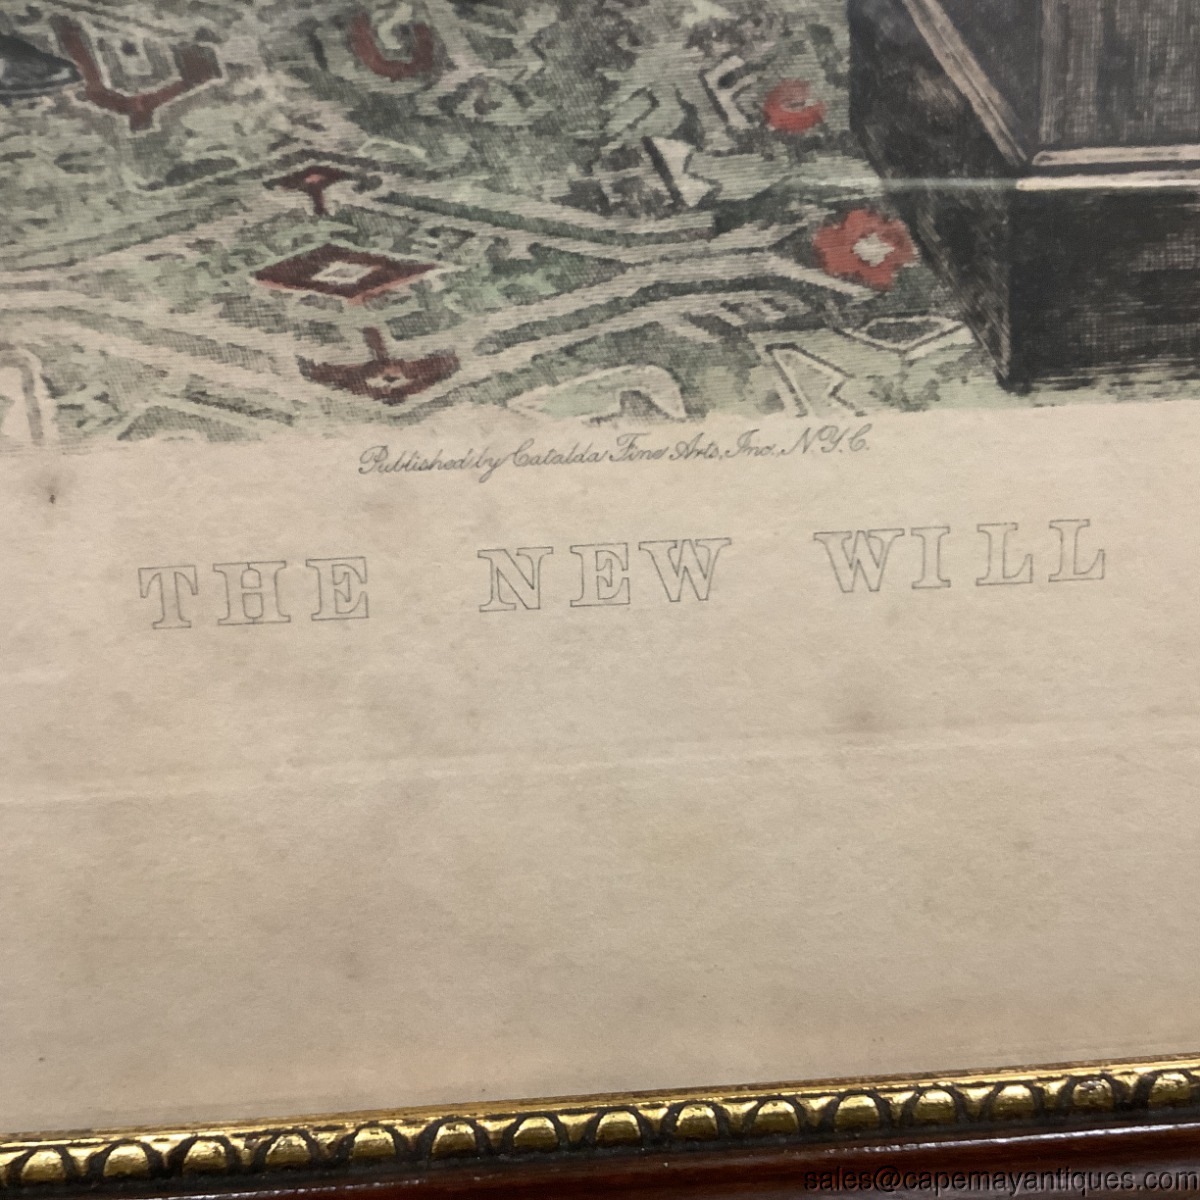 Published by Catalda Fine Arts, Inc., N.Y.C.
THE NEW WILL
sales@capemayantiques.com